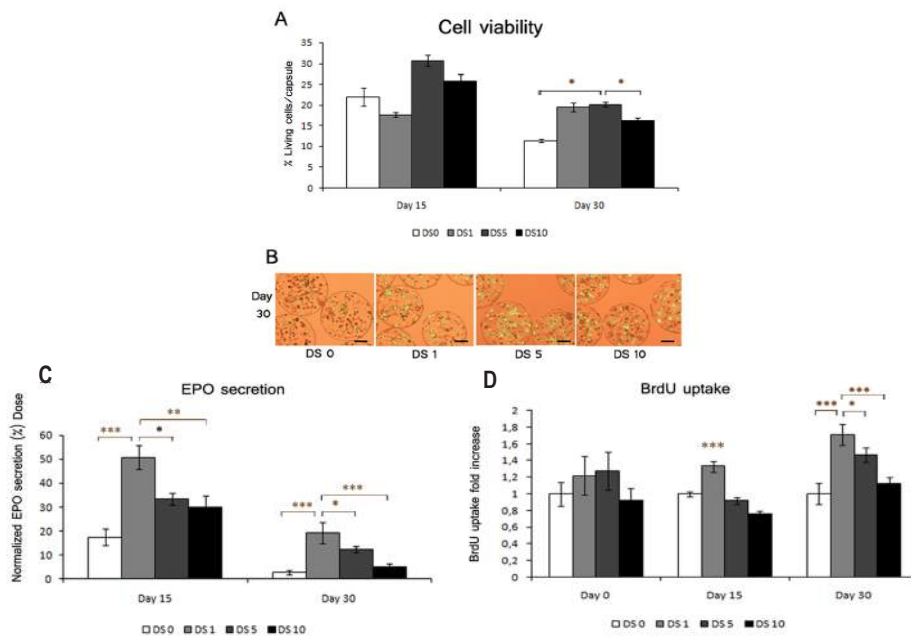 A
Cell viability
% Living cells/capsule
35
30
25
20
15
10
5
0
* *
Day 15 Day 30
DS0 DS1 DS5 DS10
B
Day
30
DS 0 DS 1 DS 5 DS 10
C
EPO secretion
Normalized EPO secretion (%) Dose
60
50
40
30
20
10
0
*** ** *
*** *** *
Day 15 Day 30
DS 0 DS 1 DS 5 DS 10
D
BrdU uptake
BrdU uptake fold increase
2
1,8
1,6
1,4
1,2
1
0,8
0,6
0,4
0,2
0
***
*** *** *
Day 0 Day 15 Day 30
DS 0 DS 1 DS 5 DS 10